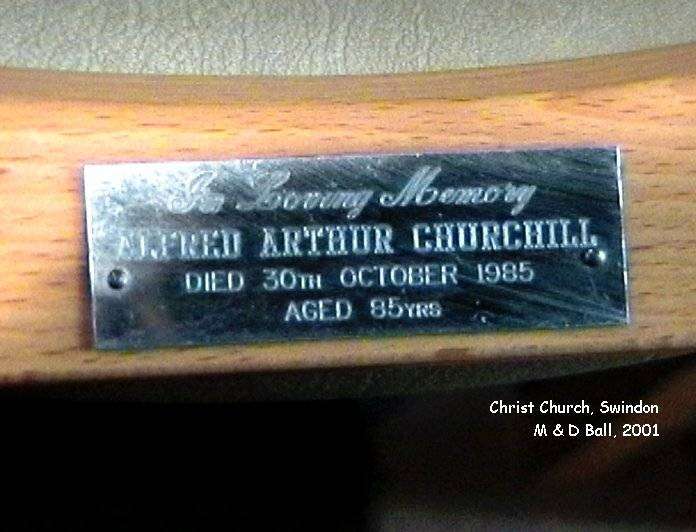 In Loving Memory
ALFRED ARTHUR CHURCHILL
DIED 30TH OCTOBER 1985
AGED 85YRS
Christ Church, Swindon
M & D Ball, 2001